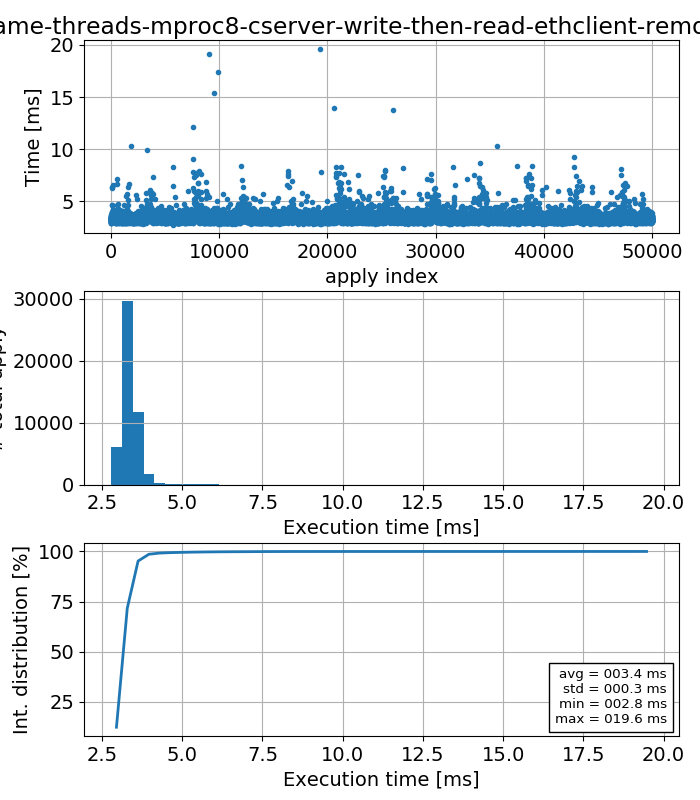 ame-threads-mproc8-cserver-write-then-read-ethclient-remo
20
15
10
5
Time [ms]
0 10000 20000 30000 40000 50000
apply index
30000
20000
10000
0
2.5 5.0 7.5 10.0 12.5 15.0 17.5 20.0
Execution time [ms]
100
75
50
25
Int. distribution [%]
avg = 003.4 ms
std = 000.3 ms
min = 002.8 ms
max = 019.6 ms
2.5 5.0 7.5 10.0 12.5 15.0 17.5 20.0
Execution time [ms]